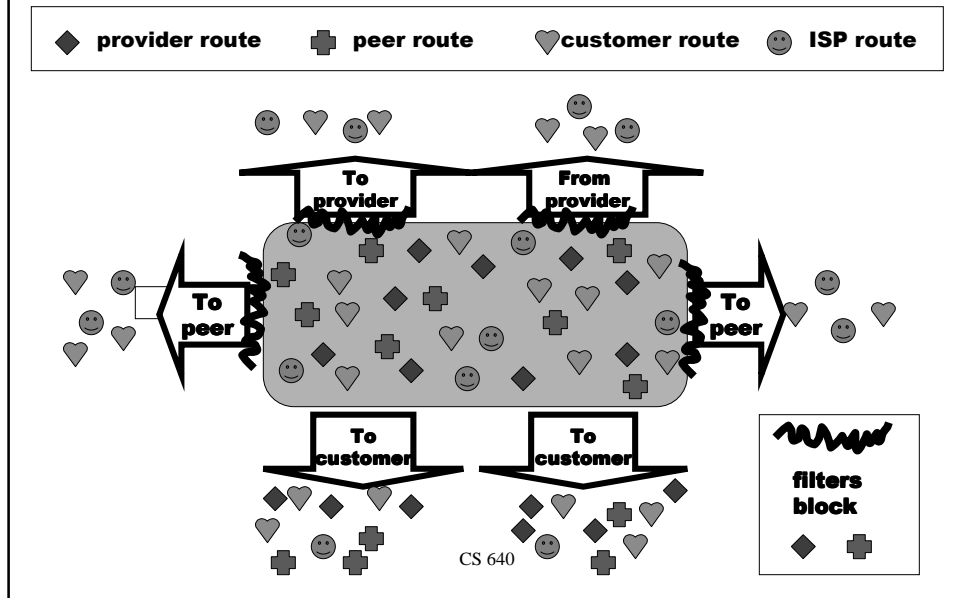 provider route peer route customer route ISP route
To
provider
From
provider
To
peer
To
peer
To
customer
To
customer
filters
block
CS 640